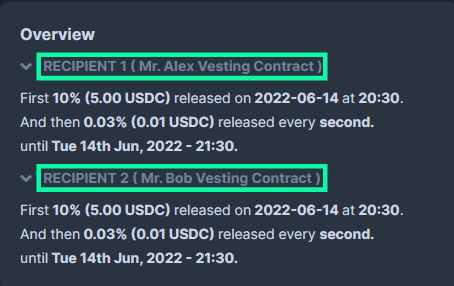 Overview
RECIPIENT 1 ( Mr. Alex Vesting Contract )
First 10% (5.00 USDC) released on 2022-06-14 at 20:30.
And then 0.03% (0.01 USDC) released every second.
until Tue 14th Jun, 2022 - 21:30.
RECIPIENT 2 ( Mr. Bob Vesting Contract )
First 10% (5.00 USDC) released on 2022-06-14 at 20:30.
And then 0.03% (0.01 USDC) released every second.
until Tue 14th Jun, 2022 - 21:30.